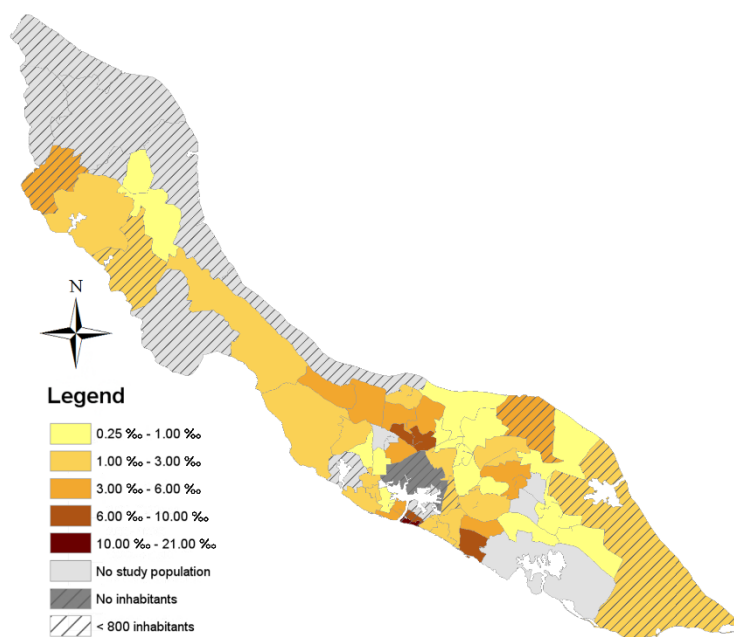 N
Legend
0.25 ‰ - 1.00 ‰
1.00 ‰ - 3.00 ‰
3.00 ‰ - 6.00 ‰
6.00 ‰ - 10.00 ‰
10.00 ‰ - 21.00 ‰
No study population
No inhabitants
< 800 inhabitants